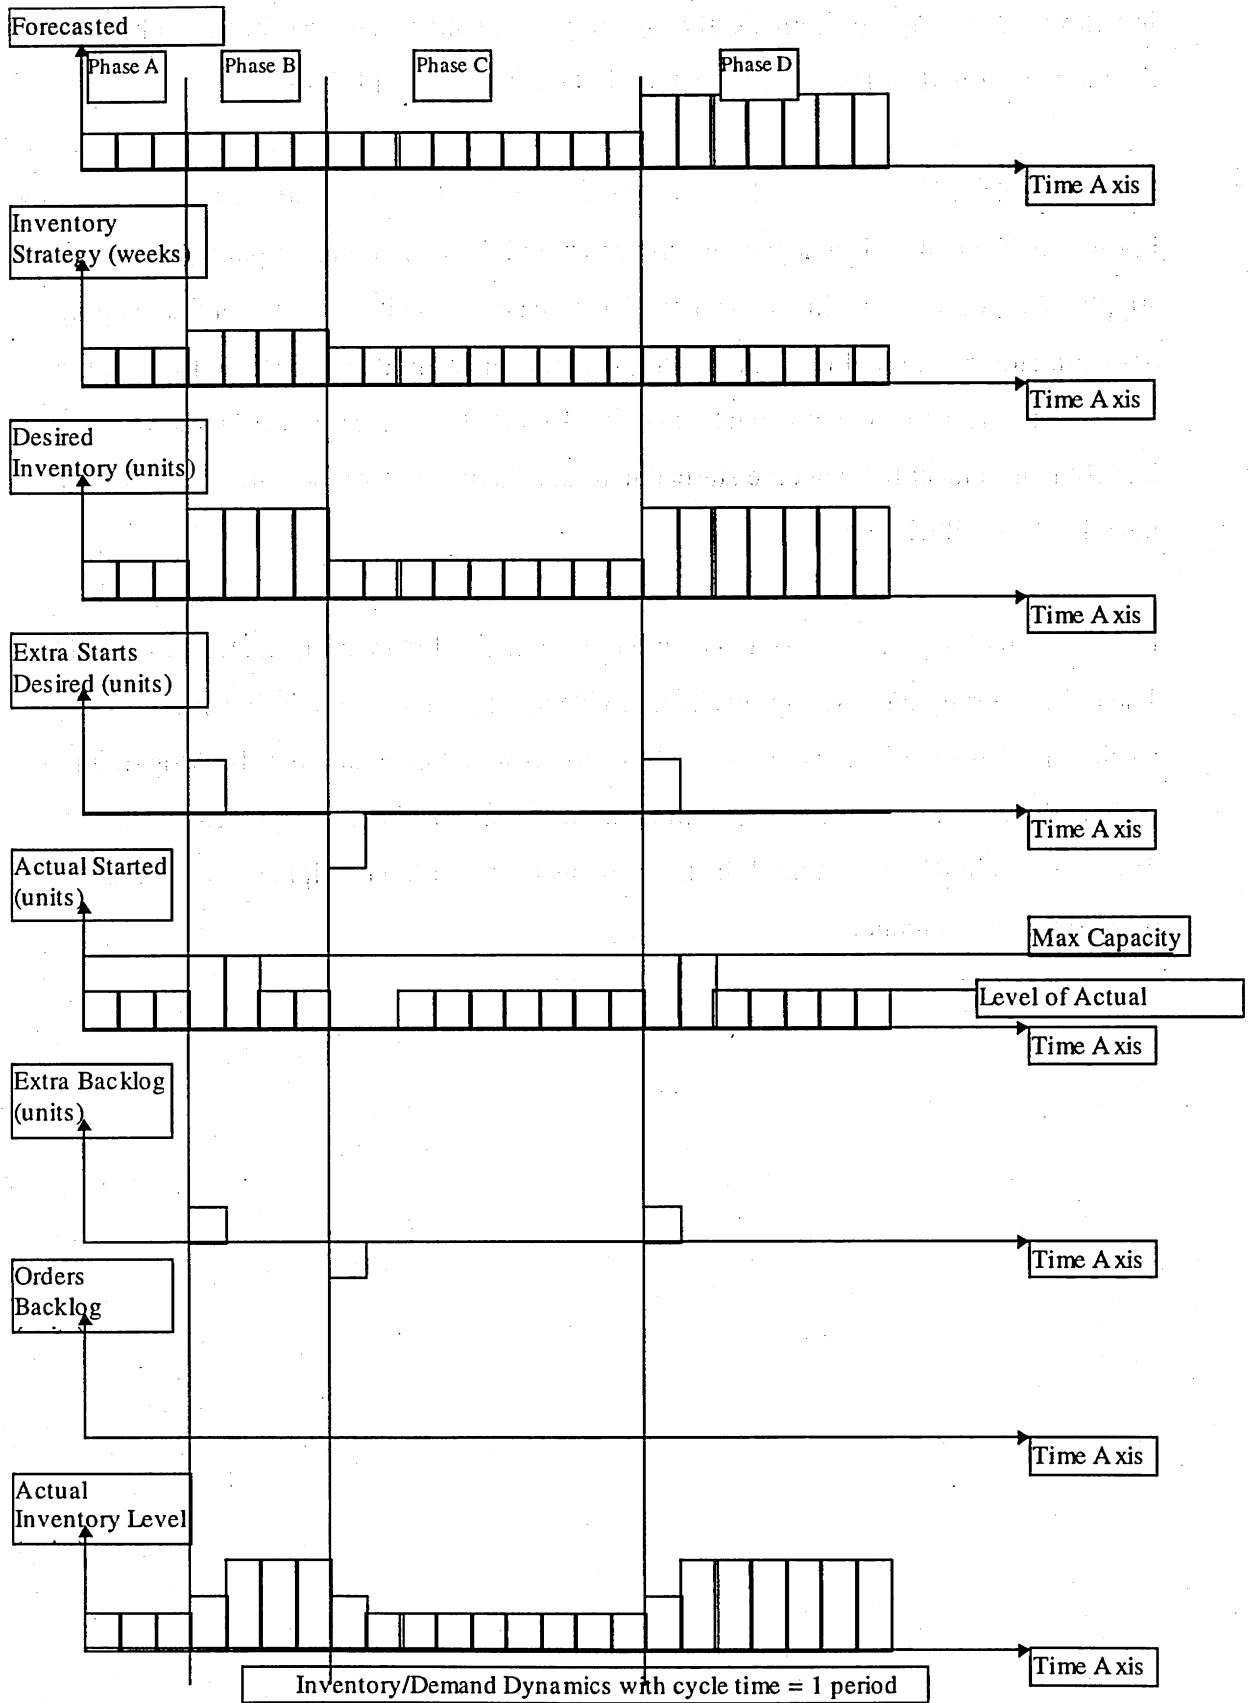 Forecasted
Phase A
Phase B
Phase C
Phase D
Time Axis
Inventory
Strategy (weeks)
Time Axis
Desired
Inventory (units)
Time Axis
Extra Starts
Desired (units)
Time Axis
Actual Started
(units)
Max Capacity
Level of Actual
Time Axis
Extra Backlog
(units)
Time Axis
Orders
Backlog
Time Axis
Actual
Inventory Level
Time Axis
Inventory/Demand Dynamics with cycle time = 1 period